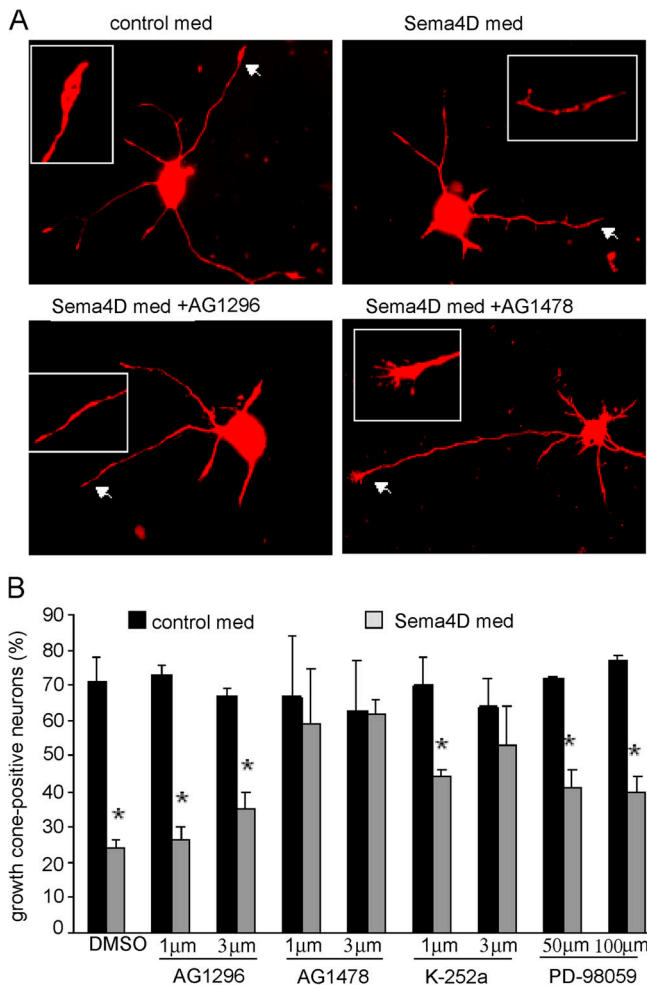 A
control med
Sema4D med
Sema4D med +AG1296
Sema4D med +AG1478
B
control med
Sema4D med
growth cone-positive neurons (%)
90
80
70
60
50
40
30
20
10
0
* * * * * *
DMSO 1µm 3µm 1µm 3µm 1µm 3µm 50µm 100µm
AG1296 AG1478 K-252a PD-98059